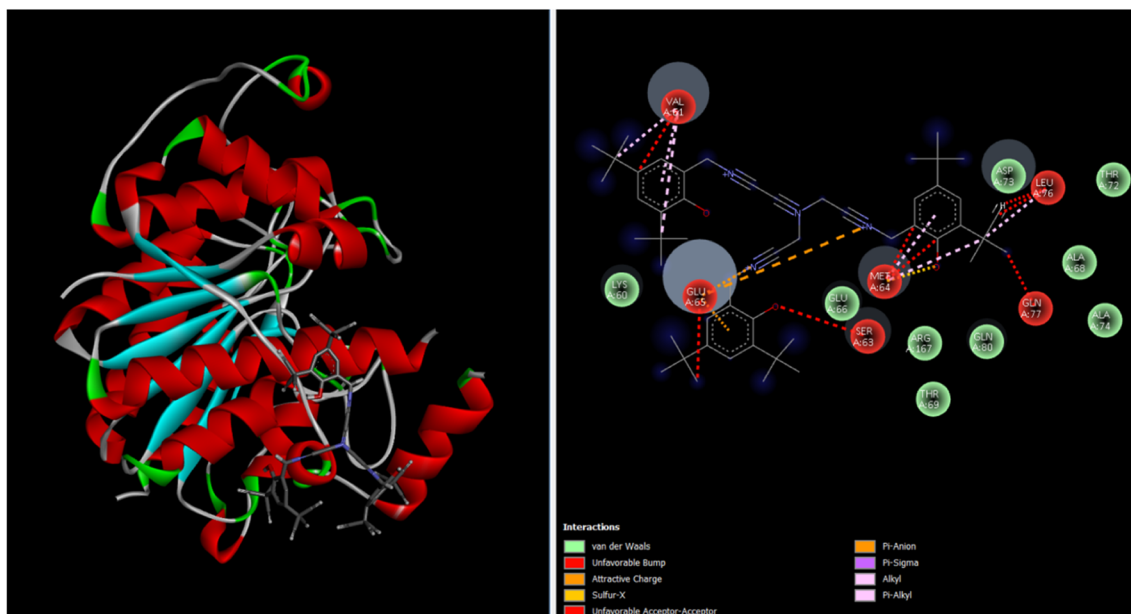 VAL
A:61
ASP
A:73
LEU
A:76
THR
A:72
+N
N
N
H
O
LYS
A:60
GLU
A:65
N
MET
A:64
O
ALA
A:68
GLU
A:66
O
SER
A:63
GLN
A:77
ARG
A:167
GLN
A:80
ALA
A:74
THR
A:69
Interactions
van der Waals
Unfavorable Bump
Attractive Charge
Sulfur-X
Unfavorable Acceptor-Acceptor
Pi-Anion
Pi-Sigma
Alkyl
Pi-Alkyl